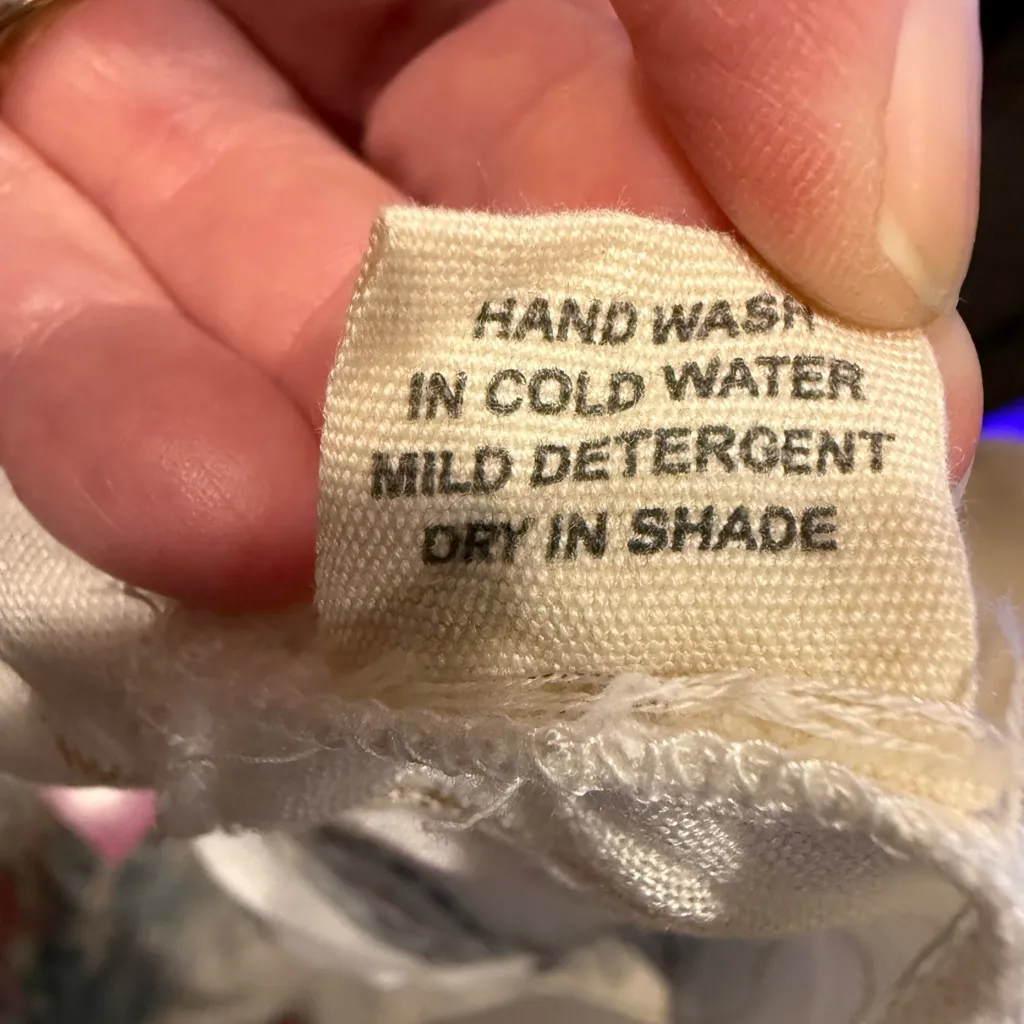 HAND WASH
IN COLD WATER
MILD DETERGENT
DRY IN SHADE